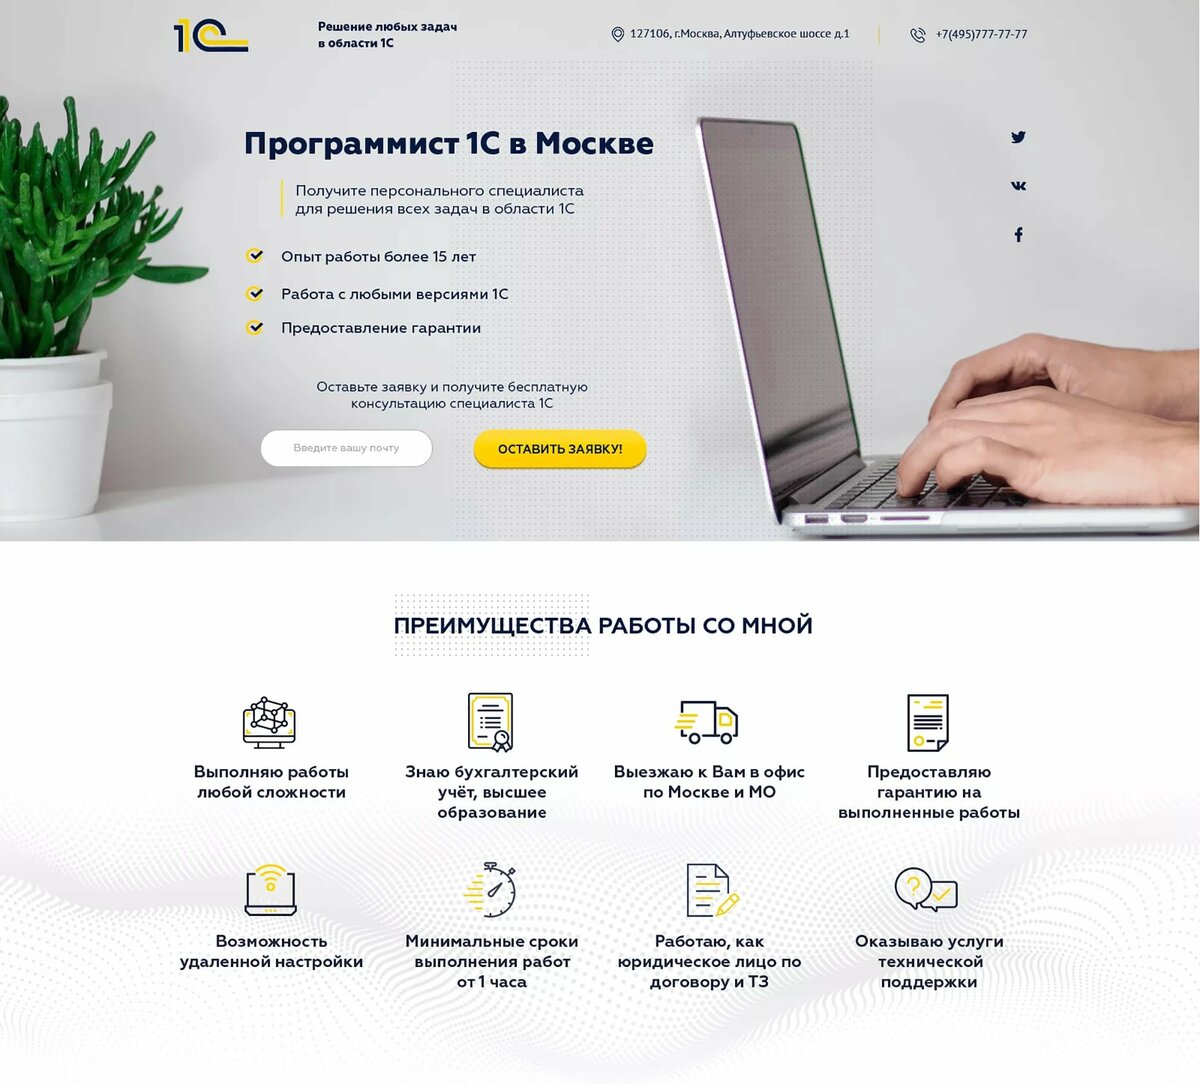 1С
Решение любых задач
в области 1С
127106, г.Москва, Алтуфьевское шоссе д.1
+7(495)777-77-77
Программист 1С в Москве
Получите персонального специалиста
для решения всех задач в области 1С
Опыт работы более 15 лет
Работа с любыми версиями 1С
Предоставление гарантии
Оставьте заявку и получите бесплатную
консультацию специалиста 1С
Введите вашу почту
ОСТАВИТЬ ЗАЯВКУ!
ПРЕИМУЩЕСТВА РАБОТЫ СО МНОЙ
Выполняю работы
любой сложности
Знаю бухгалтерский
учёт, высшее
образование
Выезжаю к Вам в офис
по Москве и МО
Предоставляю
гарантию на
выполненные работы
Возможность
удаленной настройки
Минимальные сроки
выполнения работ
от 1 часа
Работаю, как
юридическое лицо по
договору и ТЗ
Оказываю услуги
технической
поддержки